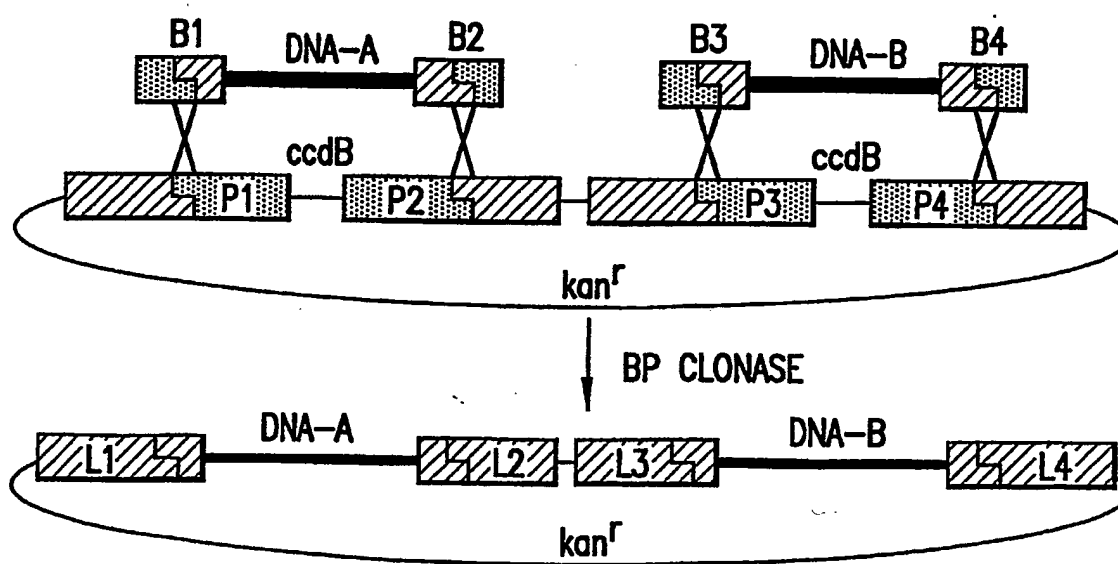 B1 DNA-A B2 B3 DNA-B B4
ccdB ccdB
P1 P2 P3 P4
kanʳ
BP CLONASE
DNA-A DNA-B
L1 L2 L3 L4
kanʳ